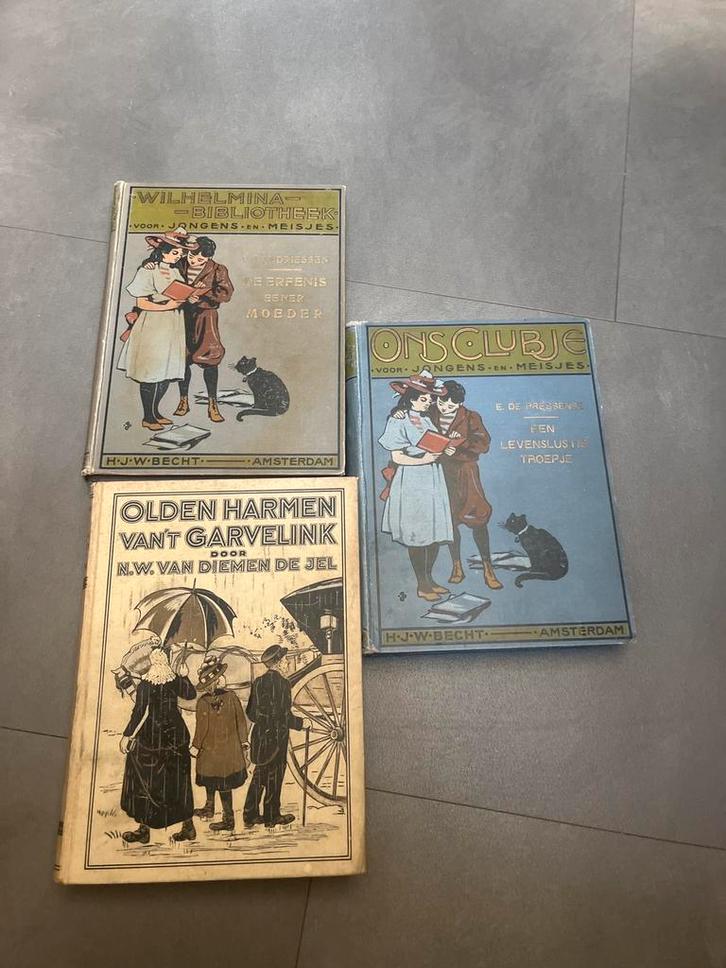 WILHELMINA-
-BIBLIOTHEEK-
·VOOR·JONGENS·EN·MEISJES·
DE ERFENIS
EENER
MOEDER
H·J·W·BECHT — ·AMSTERDAM
ONS CLUBJE
·VOOR·JONGENS·EN·MEISJES·
E. DE PRESSENSÉ
EEN
LEVENSLUSTIG
TROEPJE
H·J·W·BECHT — ·AMSTERDAM
OLDEN HARMEN
VAN'T GARVELINK
DOOR
N.W. VAN DIEMEN DE JEL